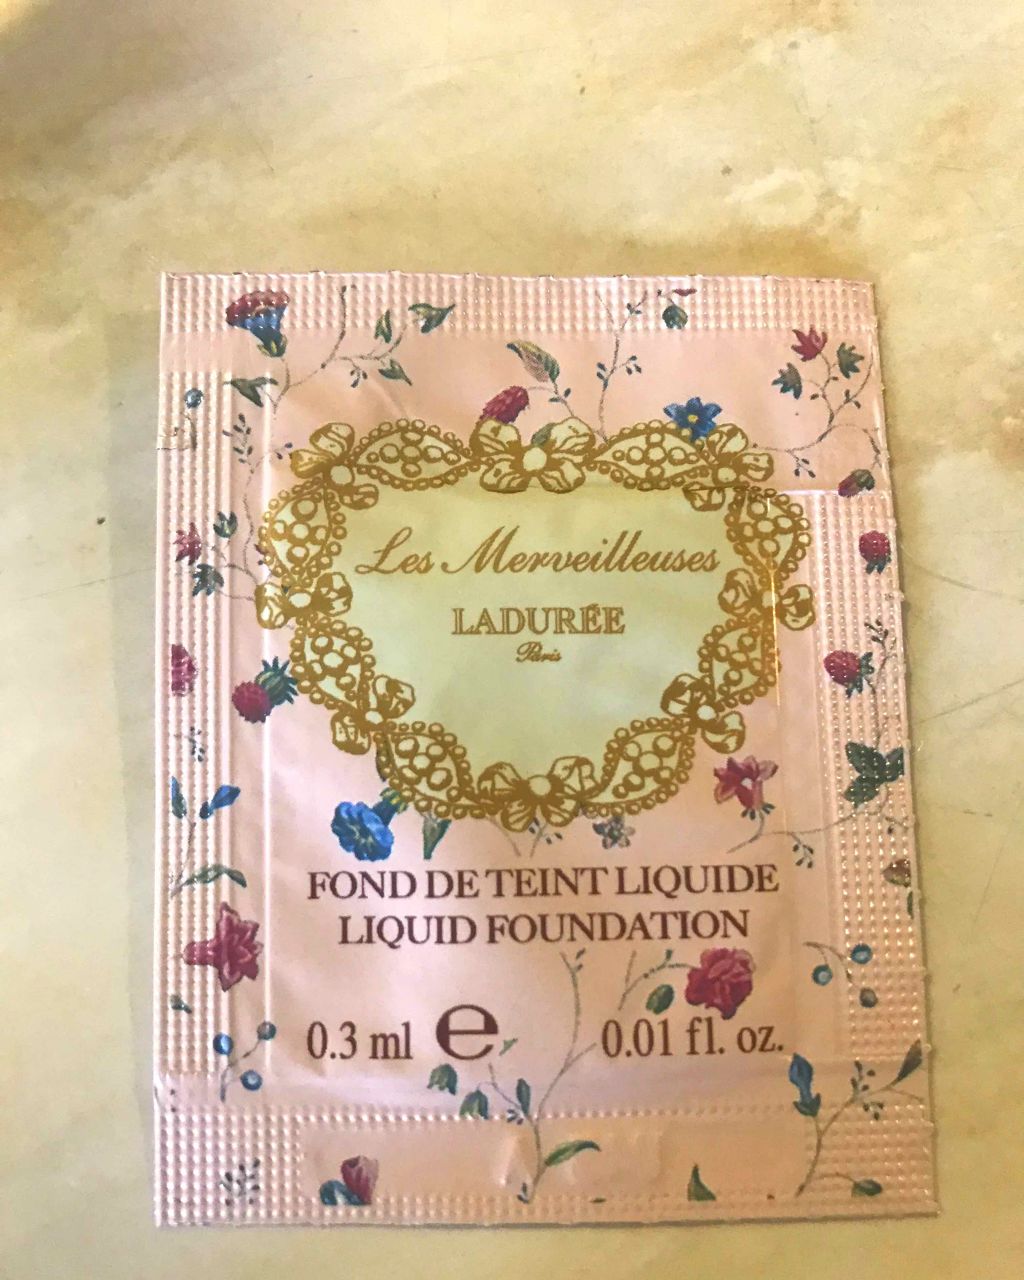 Les Merveilleuses
LADURÉE
Paris
FOND DE TEINT LIQUIDE
LIQUID FOUNDATION
0.3 ml ℮ 0.01 fl. oz.